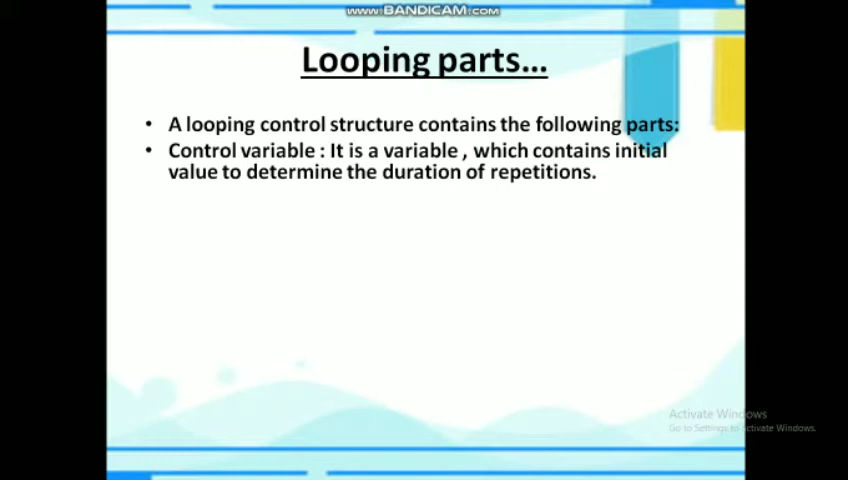 www.BANDICAM.com
Looping parts...
• A looping control structure contains the following parts:
• Control variable : It is a variable , which contains initial
value to determine the duration of repetitions.
Activate Windows
Go to Settings to Activate Windows.